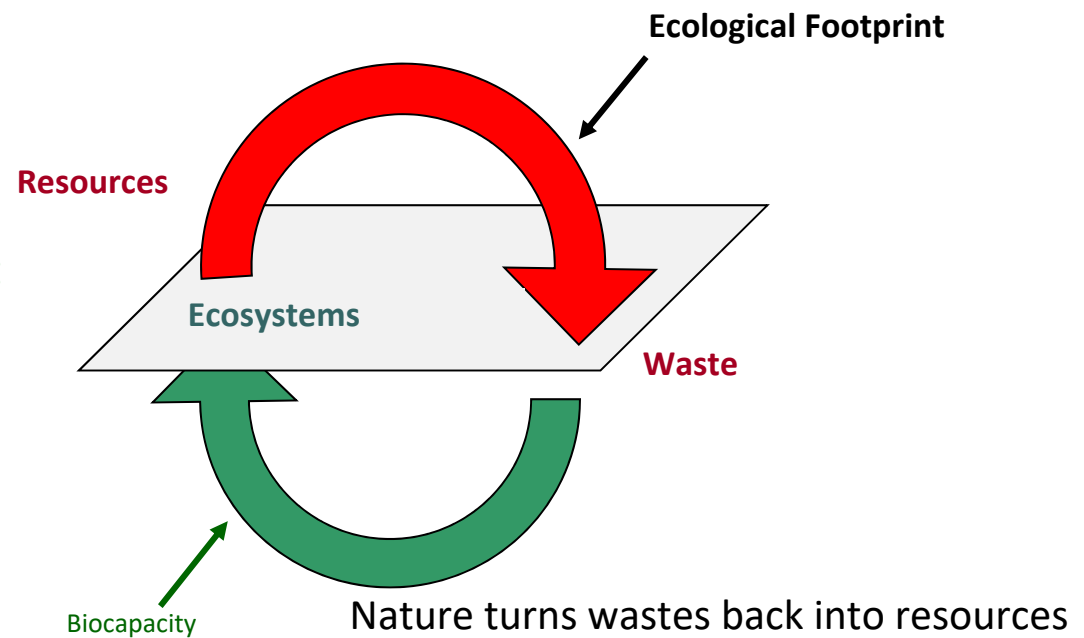 Ecological Footprint
Resources
Ecosystems
Waste
Biocapacity
Nature turns wastes back into resources